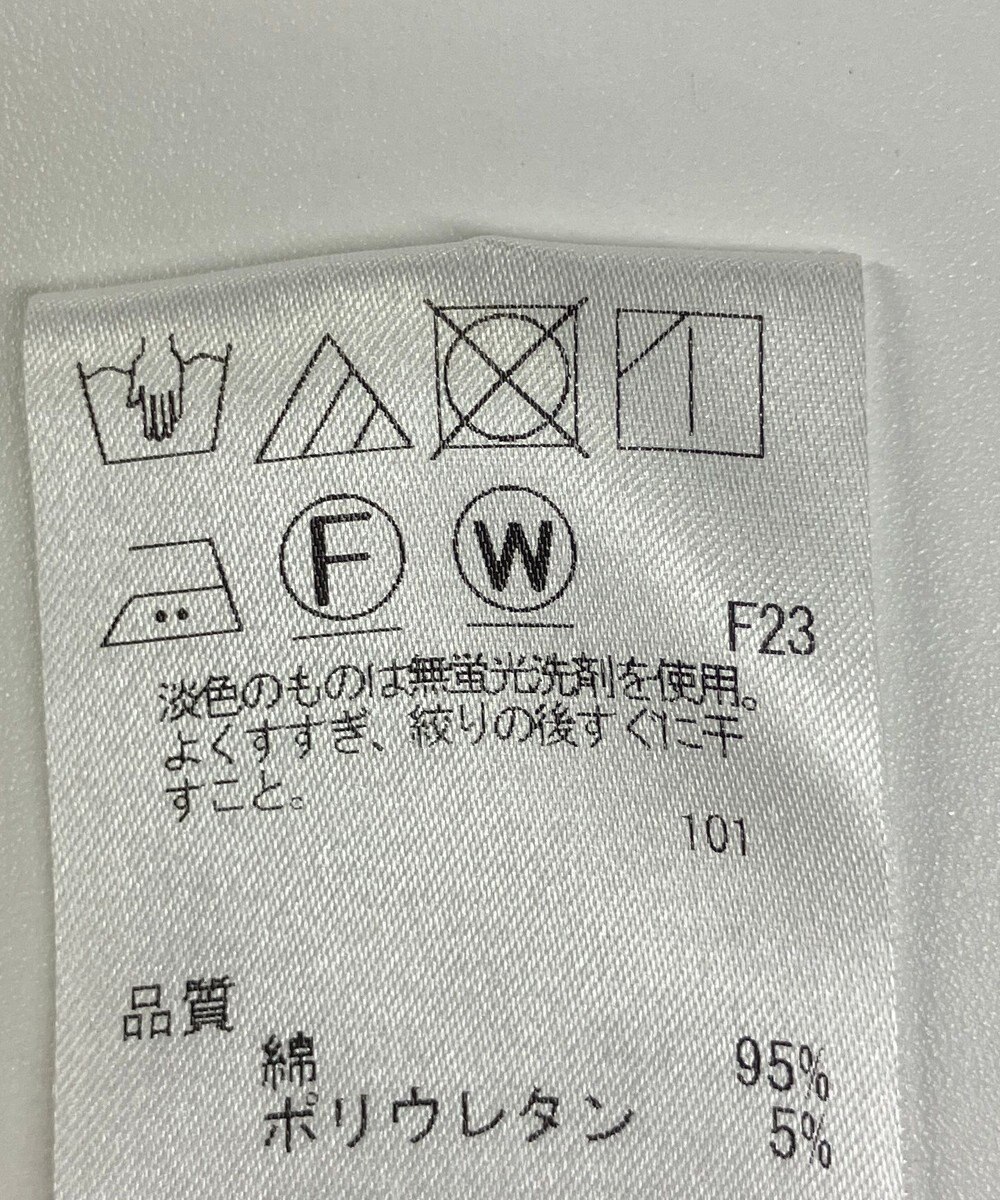 F W
F23
淡色のものは無蛍光洗剤を使用。
よくすすぎ、絞りの後すぐに干
すこと。
101
品質
綿 95%
ポリウレタン 5%